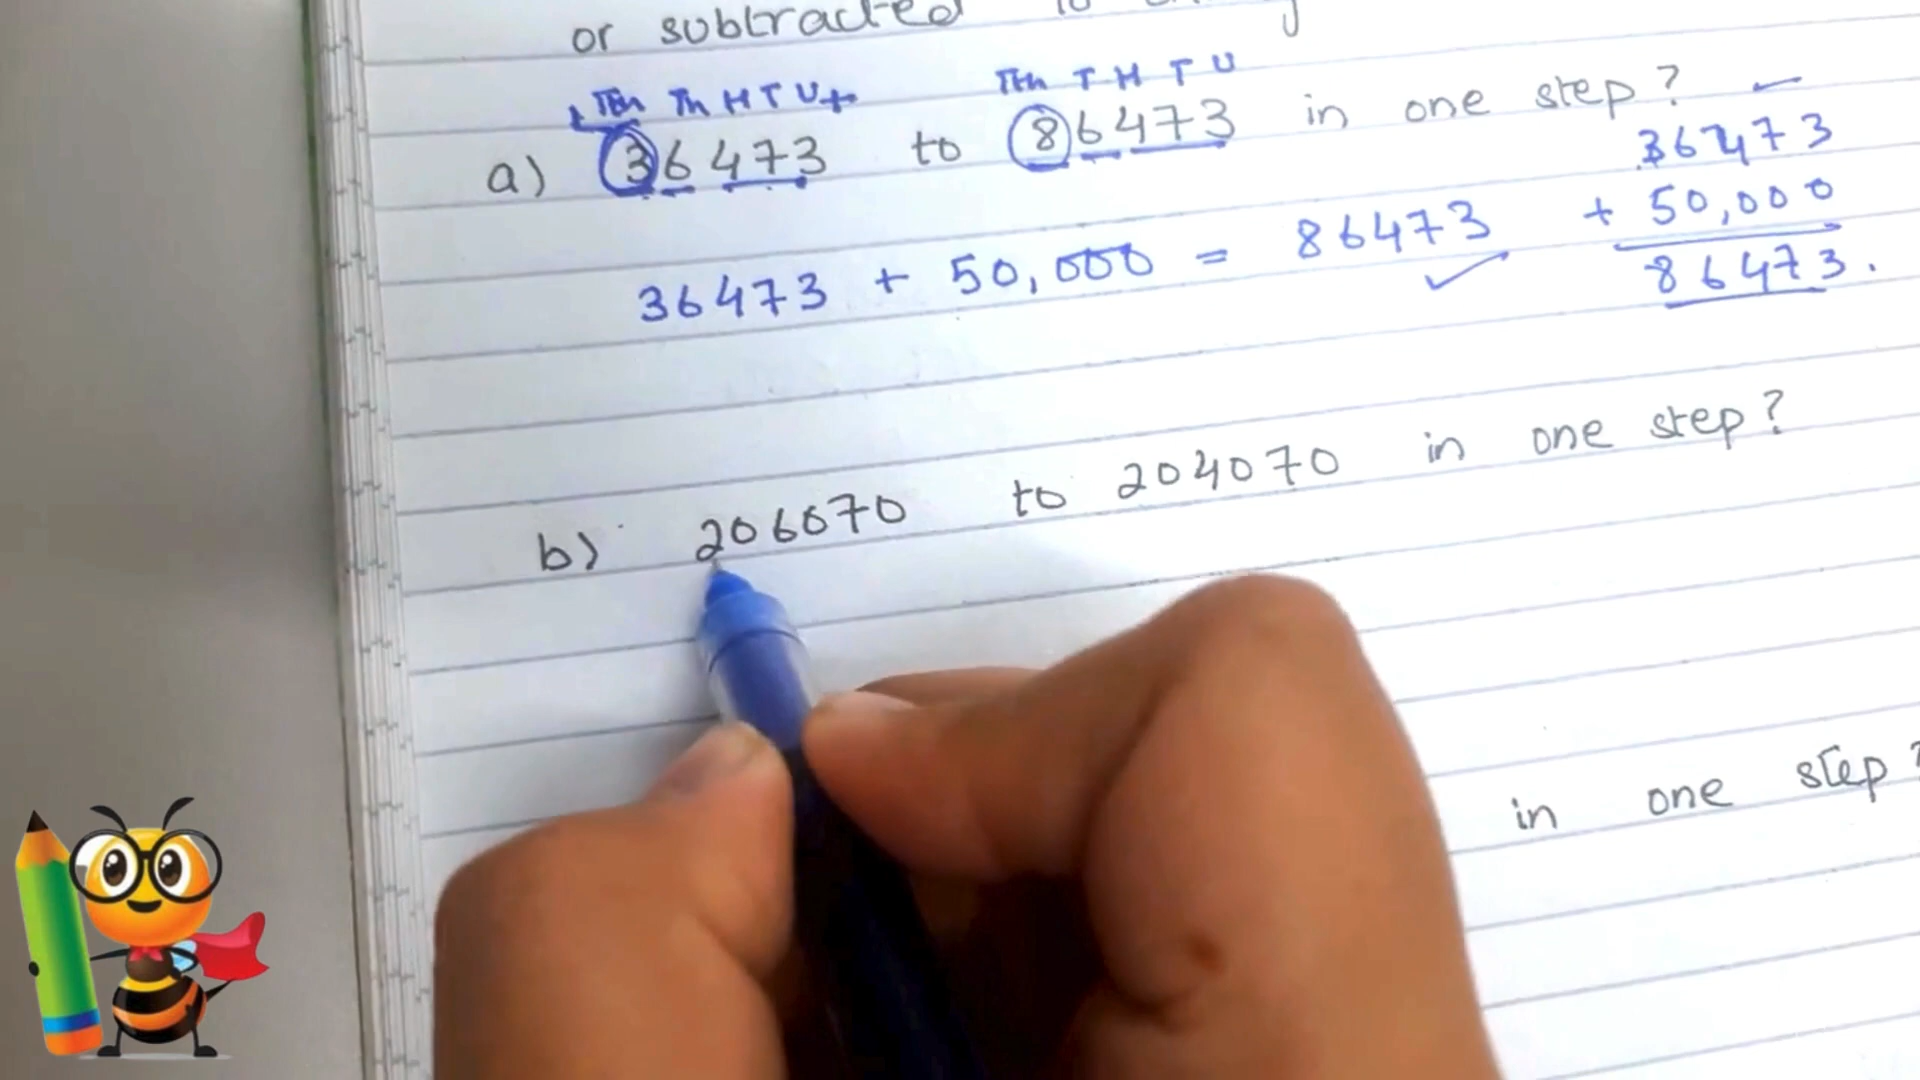 or subtracted to
TTh Th H T U
TTh T H T U
a) 36473 to 86473 in one step?
36473
+ 50,000
86473.
36473 + 50,000 = 86473
b) 206070 to 204070 in one step?
in one step?